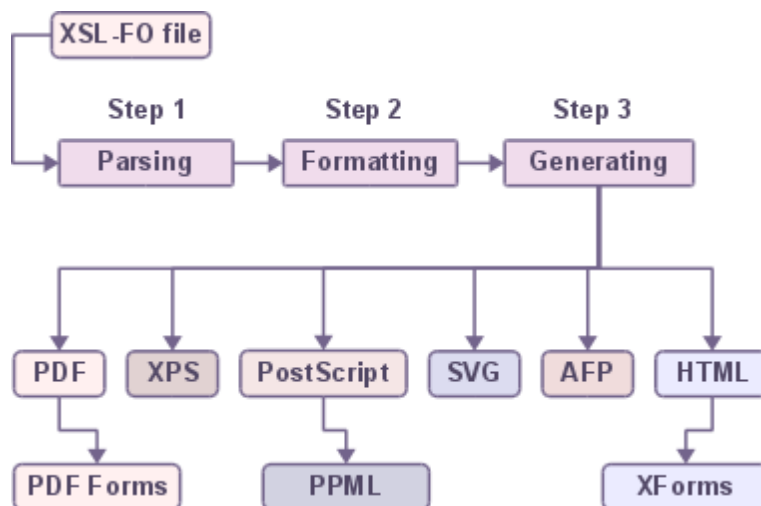 XSL-FO file
Step 1 Step 2 Step 3
Parsing Formatting Generating
PDF XPS PostScript SVG AFP HTML
PDF Forms PPML XForms